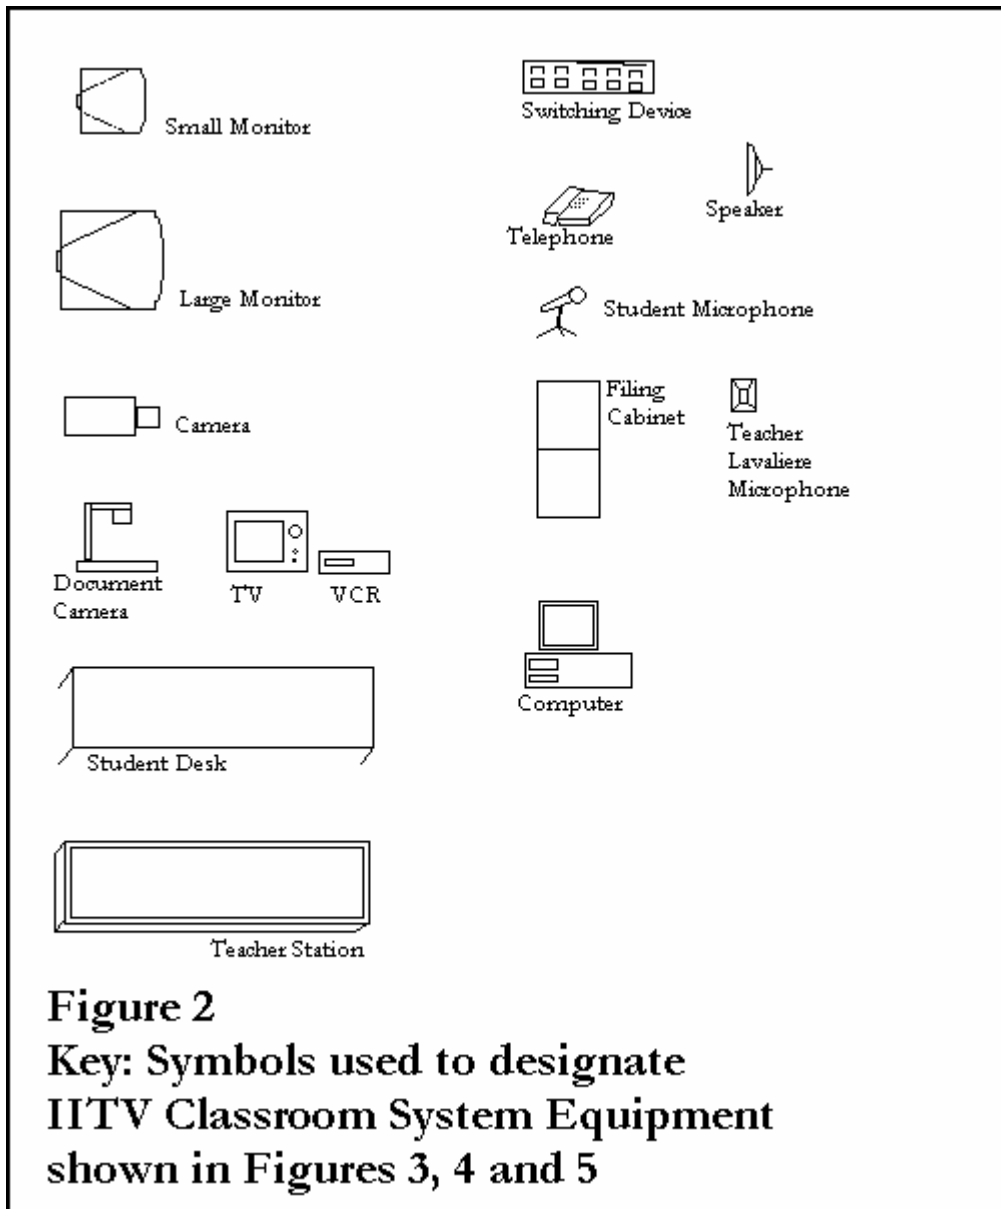 Small Monitor
Large Monitor
Camera
Document
Camera
TV
VCR
Student Desk
Teacher Station
Switching Device
Speaker
Telephone
Student Microphone
Filing
Cabinet
Teacher
Lavaliere
Microphone
Computer
Figure 2
Key: Symbols used to designate
IITV Classroom System Equipment
shown in Figures 3, 4 and 5